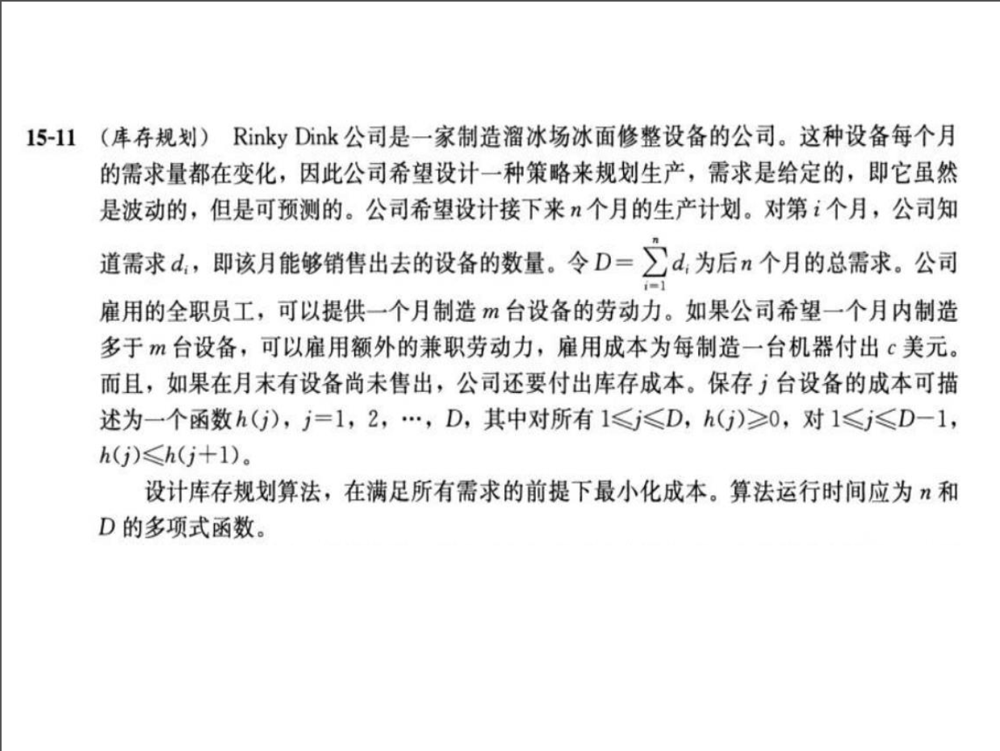 15-11 （库存规划） Rinky Dink 公司是一家制造溜冰场冰面修整设备的公司。这种设备每个月
的需求量都在变化，因此公司希望设计一种策略来规划生产，需求是给定的，即它虽然
是波动的，但是可预测的。公司希望设计接下来 n 个月的生产计划。对第 i 个月，公司知
道需求 dᵢ，即该月能够销售出去的设备的数量。令 D=∑ⁿᵢ₌₁dᵢ 为后 n 个月的总需求。公司
雇用的全职员工，可以提供一个月制造 m 台设备的劳动力。如果公司希望一个月内制造
多于 m 台设备，可以雇用额外的兼职劳动力，雇用成本为每制造一台机器付出 c 美元。
而且，如果在月末有设备尚未售出，公司还要付出库存成本。保存 j 台设备的成本可描
述为一个函数 h(j)，j=1，2，…，D，其中对所有 1≤j≤D，h(j)≥0，对 1≤j≤D−1，
h(j)≤h(j+1)。
设计库存规划算法，在满足所有需求的前提下最小化成本。算法运行时间应为 n 和
D 的多项式函数。